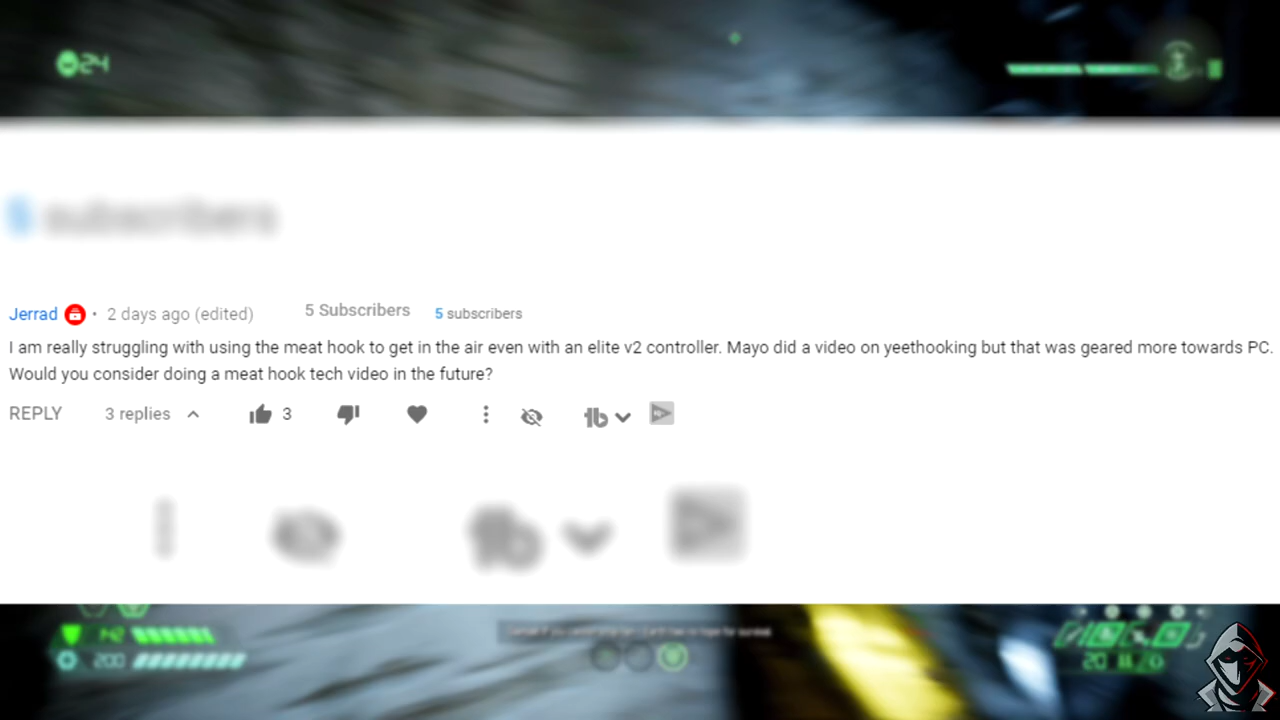 24
5 subscribers
Jerrad • 2 days ago (edited) 5 Subscribers 5 subscribers
I am really struggling with using the meat hook to get in the air even with an elite v2 controller. Mayo did a video on yeethooking but that was geared more towards PC.
Would you consider doing a meat hook tech video in the future?
REPLY 3 replies 3
200